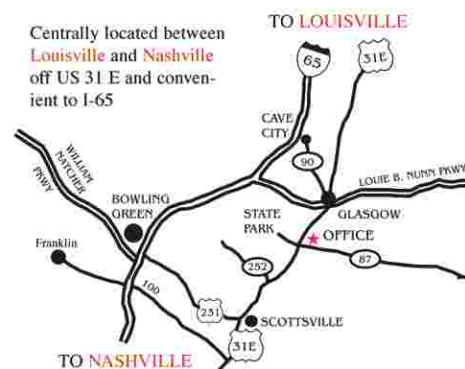 TO LOUISVILLE
Centrally located between
Louisville and Nashville
off US 31 E and conven-
ient to I-65
65
31E
CAVE
CITY
90
WILLIAM
NATCHER
PKWY
LOUIE B. NUNN PKWY
BOWLING
GREEN
GLASGOW
STATE
PARK
OFFICE
Franklin
252
87
100
231
SCOTTSVILLE
31E
TO NASHVILLE